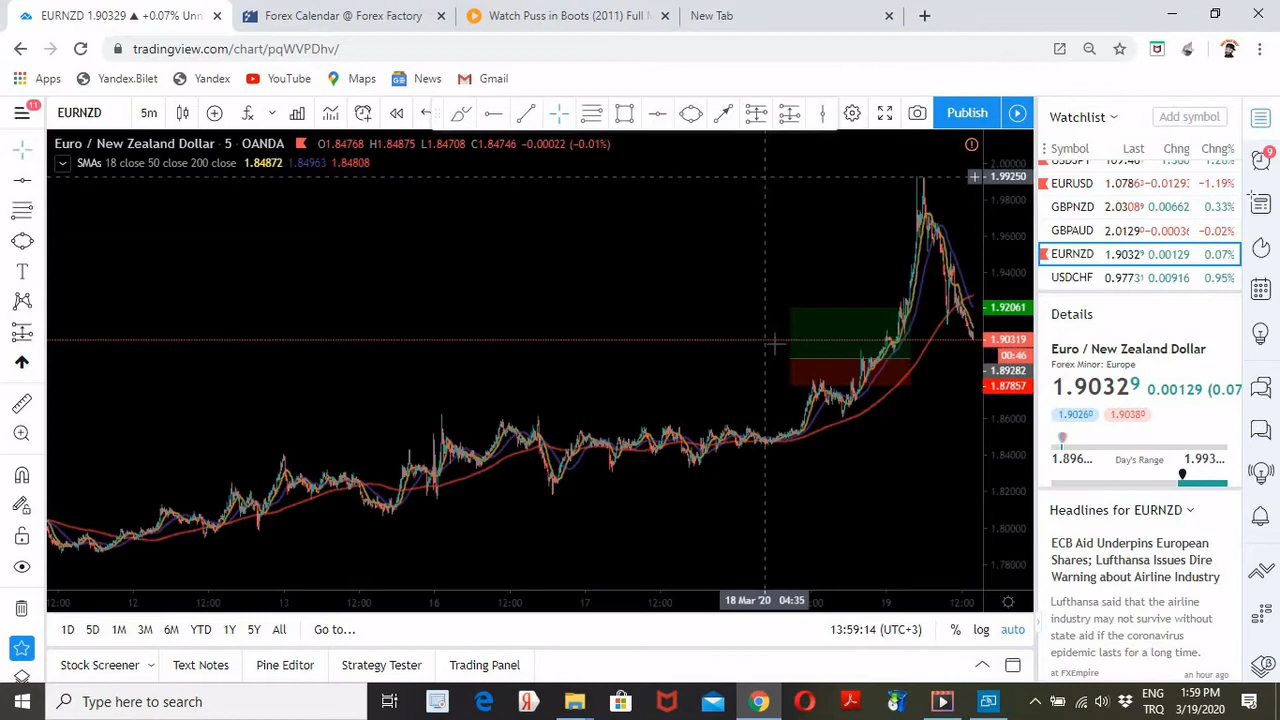 EURNZD 1.90329 ▲ +0.07% Unn
Forex Calendar @ Forex Factory
Watch Puss in Boots (2011) Full M
New Tab
tradingview.com/chart/pqWVPDhv/
Apps
Yandex.Bilet
Yandex
YouTube
Maps
News
Gmail
11
EURNZD
5m
Publish
Watchlist
Add symbol
Euro / New Zealand Dollar · 5 · OANDA
O1.84768 H1.84875 L1.84708 C1.84746 -0.00022 (-0.01%)
SMAs 18 close 50 close 200 close 1.84872 1.84963 1.84808
Symbol Last Chng Chng%
EURUSD 1.0786³ -0.01293 -1.19%
GBPNZD 2.0308⁹ 0.00662 0.33%
GBPAUD 2.0129⁰ -0.00036 -0.02%
EURNZD 1.9032⁹ 0.00129 0.07%
USDCHF 0.9773¹ 0.00916 0.95%
9
2.00000
1.99250
1.98000
1.96000
1.94000
1.92061
1.90319
00:46
1.89282
1.87857
1.86000
1.84000
1.82000
1.80000
1.78000
Details
Euro / New Zealand Dollar
Forex Minor: Europe
1.9032⁹ 0.00129 (0.07
1.9026⁰ 1.9038⁰
1.896... Day's Range 1.993...
Headlines for EURNZD
ECB Aid Underpins European
Shares; Lufthansa Issues Dire
Warning about Airline Industry
Lufthansa said that the airline
industry may not survive without
state aid if the coronavirus
epidemic lasts for a long time.
at FXEmpire an hour ago
12:00 12 12:00 13 12:00 16 12:00 17 12:00 18 Mar '20 04:35 :00 19 12:00
1D 5D 1M 3M 6M YTD 1Y 5Y All Go to...
13:59:14 (UTC+3) % log auto
Stock Screener Text Notes Pine Editor Strategy Tester Trading Panel
Type here to search
ENG
TRQ
1:59 PM
3/19/2020